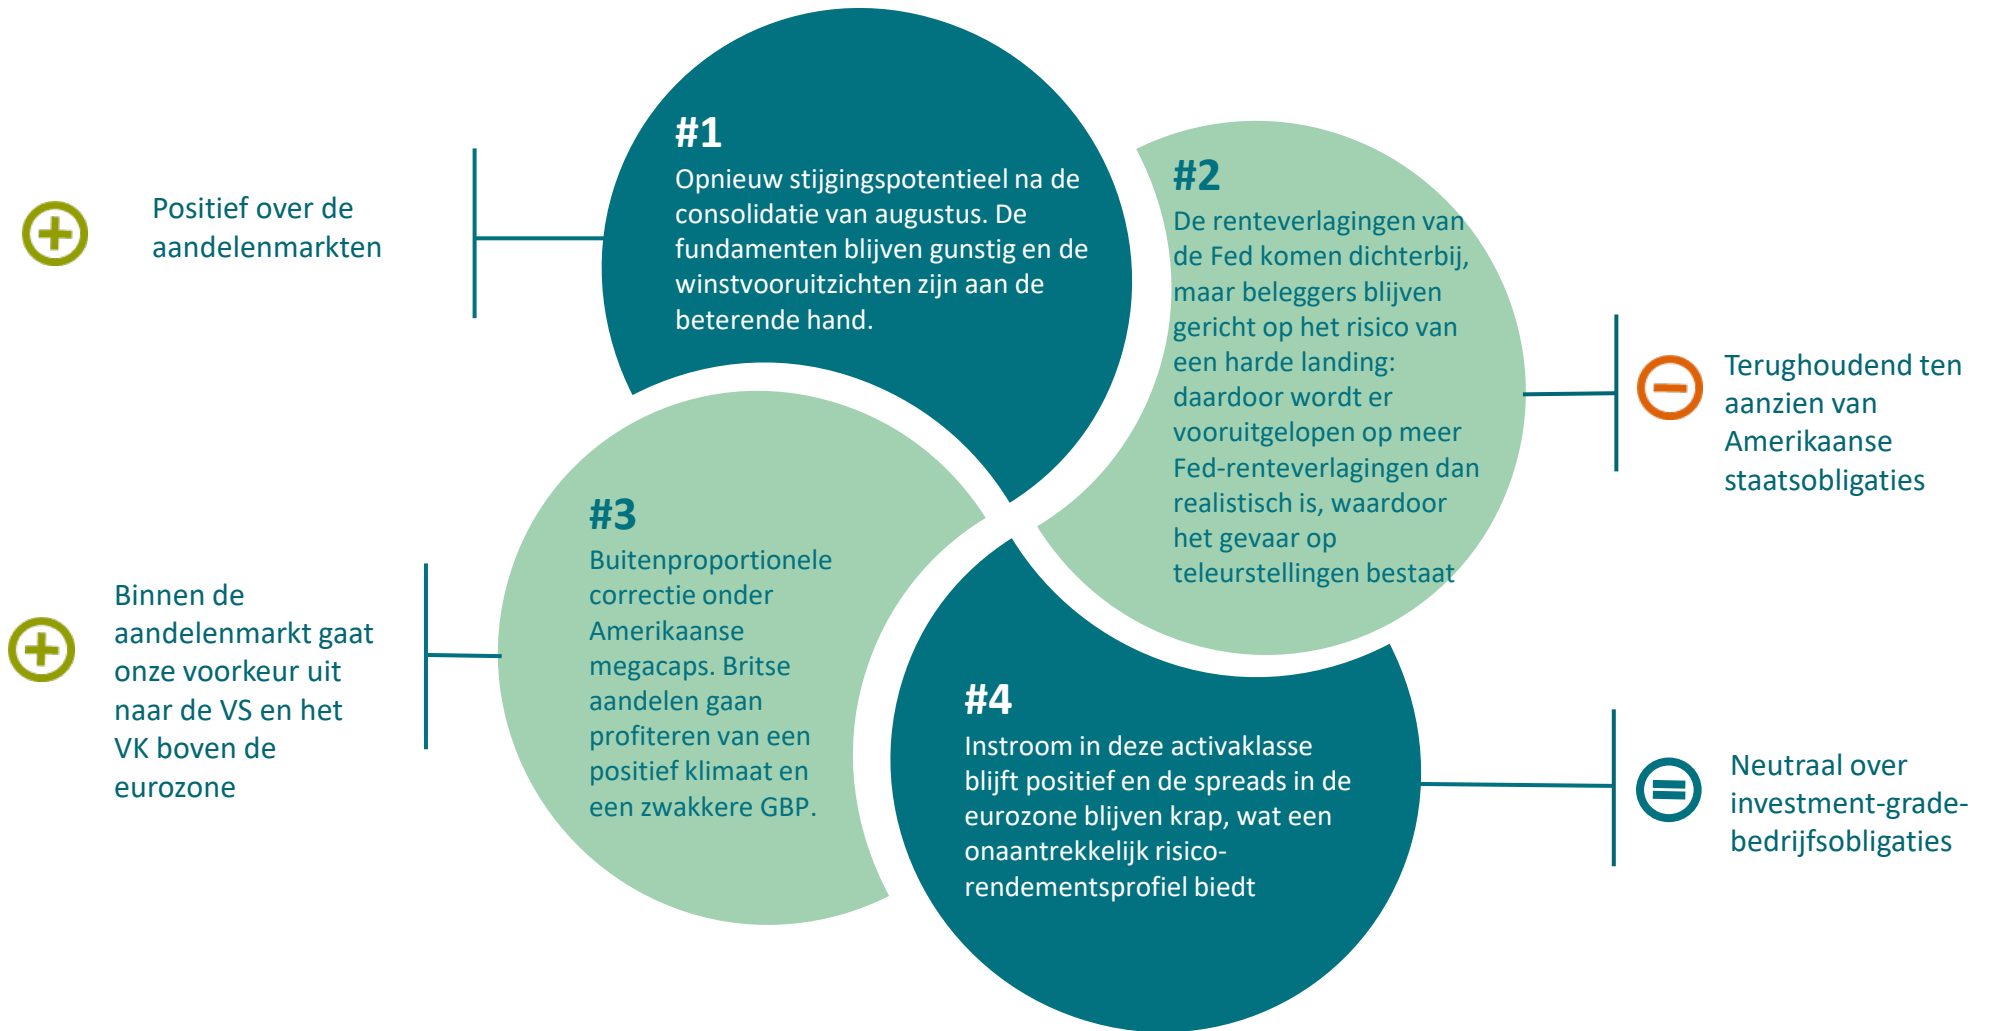 #1
Opnieuw stijgingspotentieel na de
consolidatie van augustus. De
fundamenten blijven gunstig en de
winstvooruitzichten zijn aan de
beterende hand.
Positief over de
aandelenmarkten
#2
De renteverlagingen van
de Fed komen dichterbij,
maar beleggers blijven
gericht op het risico van
een harde landing:
daardoor wordt er
vooruitgelopen op meer
Fed-renteverlagingen dan
realistisch is, waardoor
het gevaar op
teleurstellingen bestaat
Terughoudend ten
aanzien van
Amerikaanse
staatsobligaties
#3
Buitenproportionele
correctie onder
Amerikaanse
megacaps. Britse
aandelen gaan
profiteren van een
positief klimaat en
een zwakkere GBP.
Binnen de
aandelenmarkt gaat
onze voorkeur uit
naar de VS en het
VK boven de
eurozone
#4
Instroom in deze activaklasse
blijft positief en de spreads in de
eurozone blijven krap, wat een
onaantrekkelijk risico-
rendementsprofiel biedt
Neutraal over
investment-grade-
bedrijfsobligaties